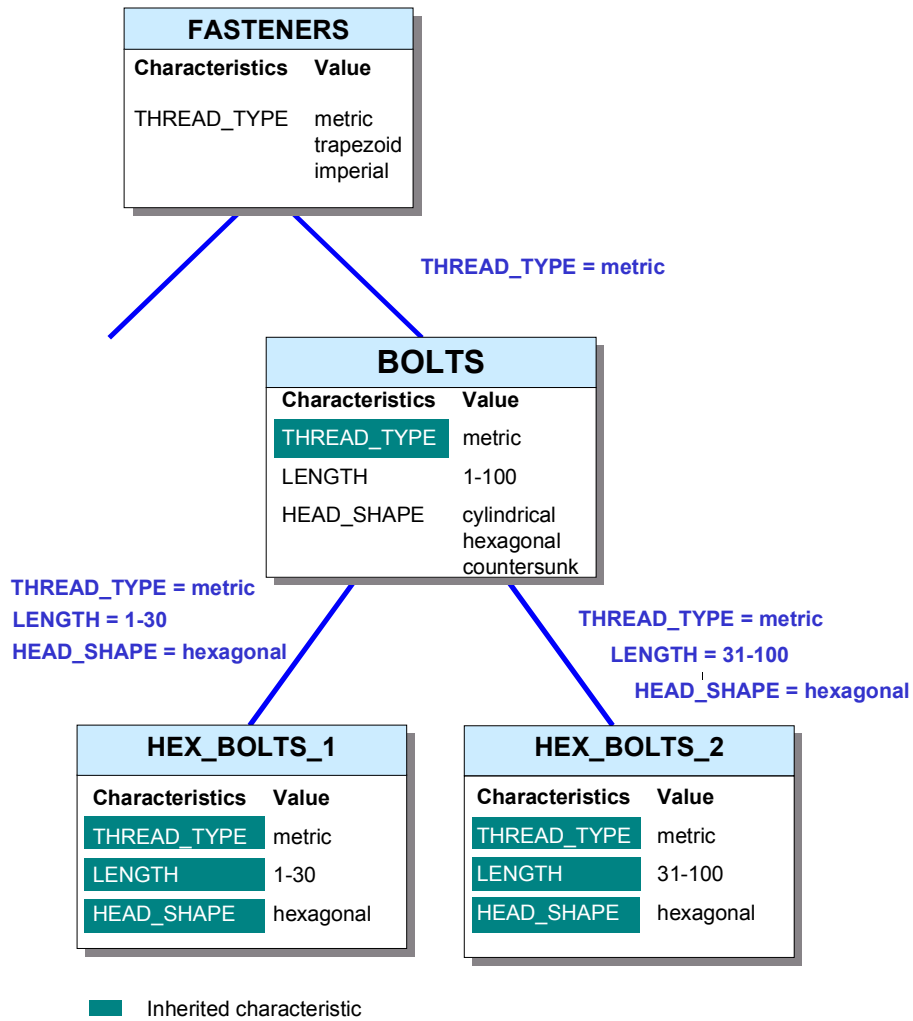 FASTENERS
Characteristics Value
THREAD_TYPE metric
trapezoid
imperial
THREAD_TYPE = metric
BOLTS
Characteristics Value
THREAD_TYPE metric
LENGTH 1-100
HEAD_SHAPE cylindrical
hexagonal
countersunk
THREAD_TYPE = metric
LENGTH = 1-30
HEAD_SHAPE = hexagonal
THREAD_TYPE = metric
LENGTH = 31-100
HEAD_SHAPE = hexagonal
HEX_BOLTS_1
Characteristics Value
THREAD_TYPE metric
LENGTH 1-30
HEAD_SHAPE hexagonal
HEX_BOLTS_2
Characteristics Value
THREAD_TYPE metric
LENGTH 31-100
HEAD_SHAPE hexagonal
Inherited characteristic